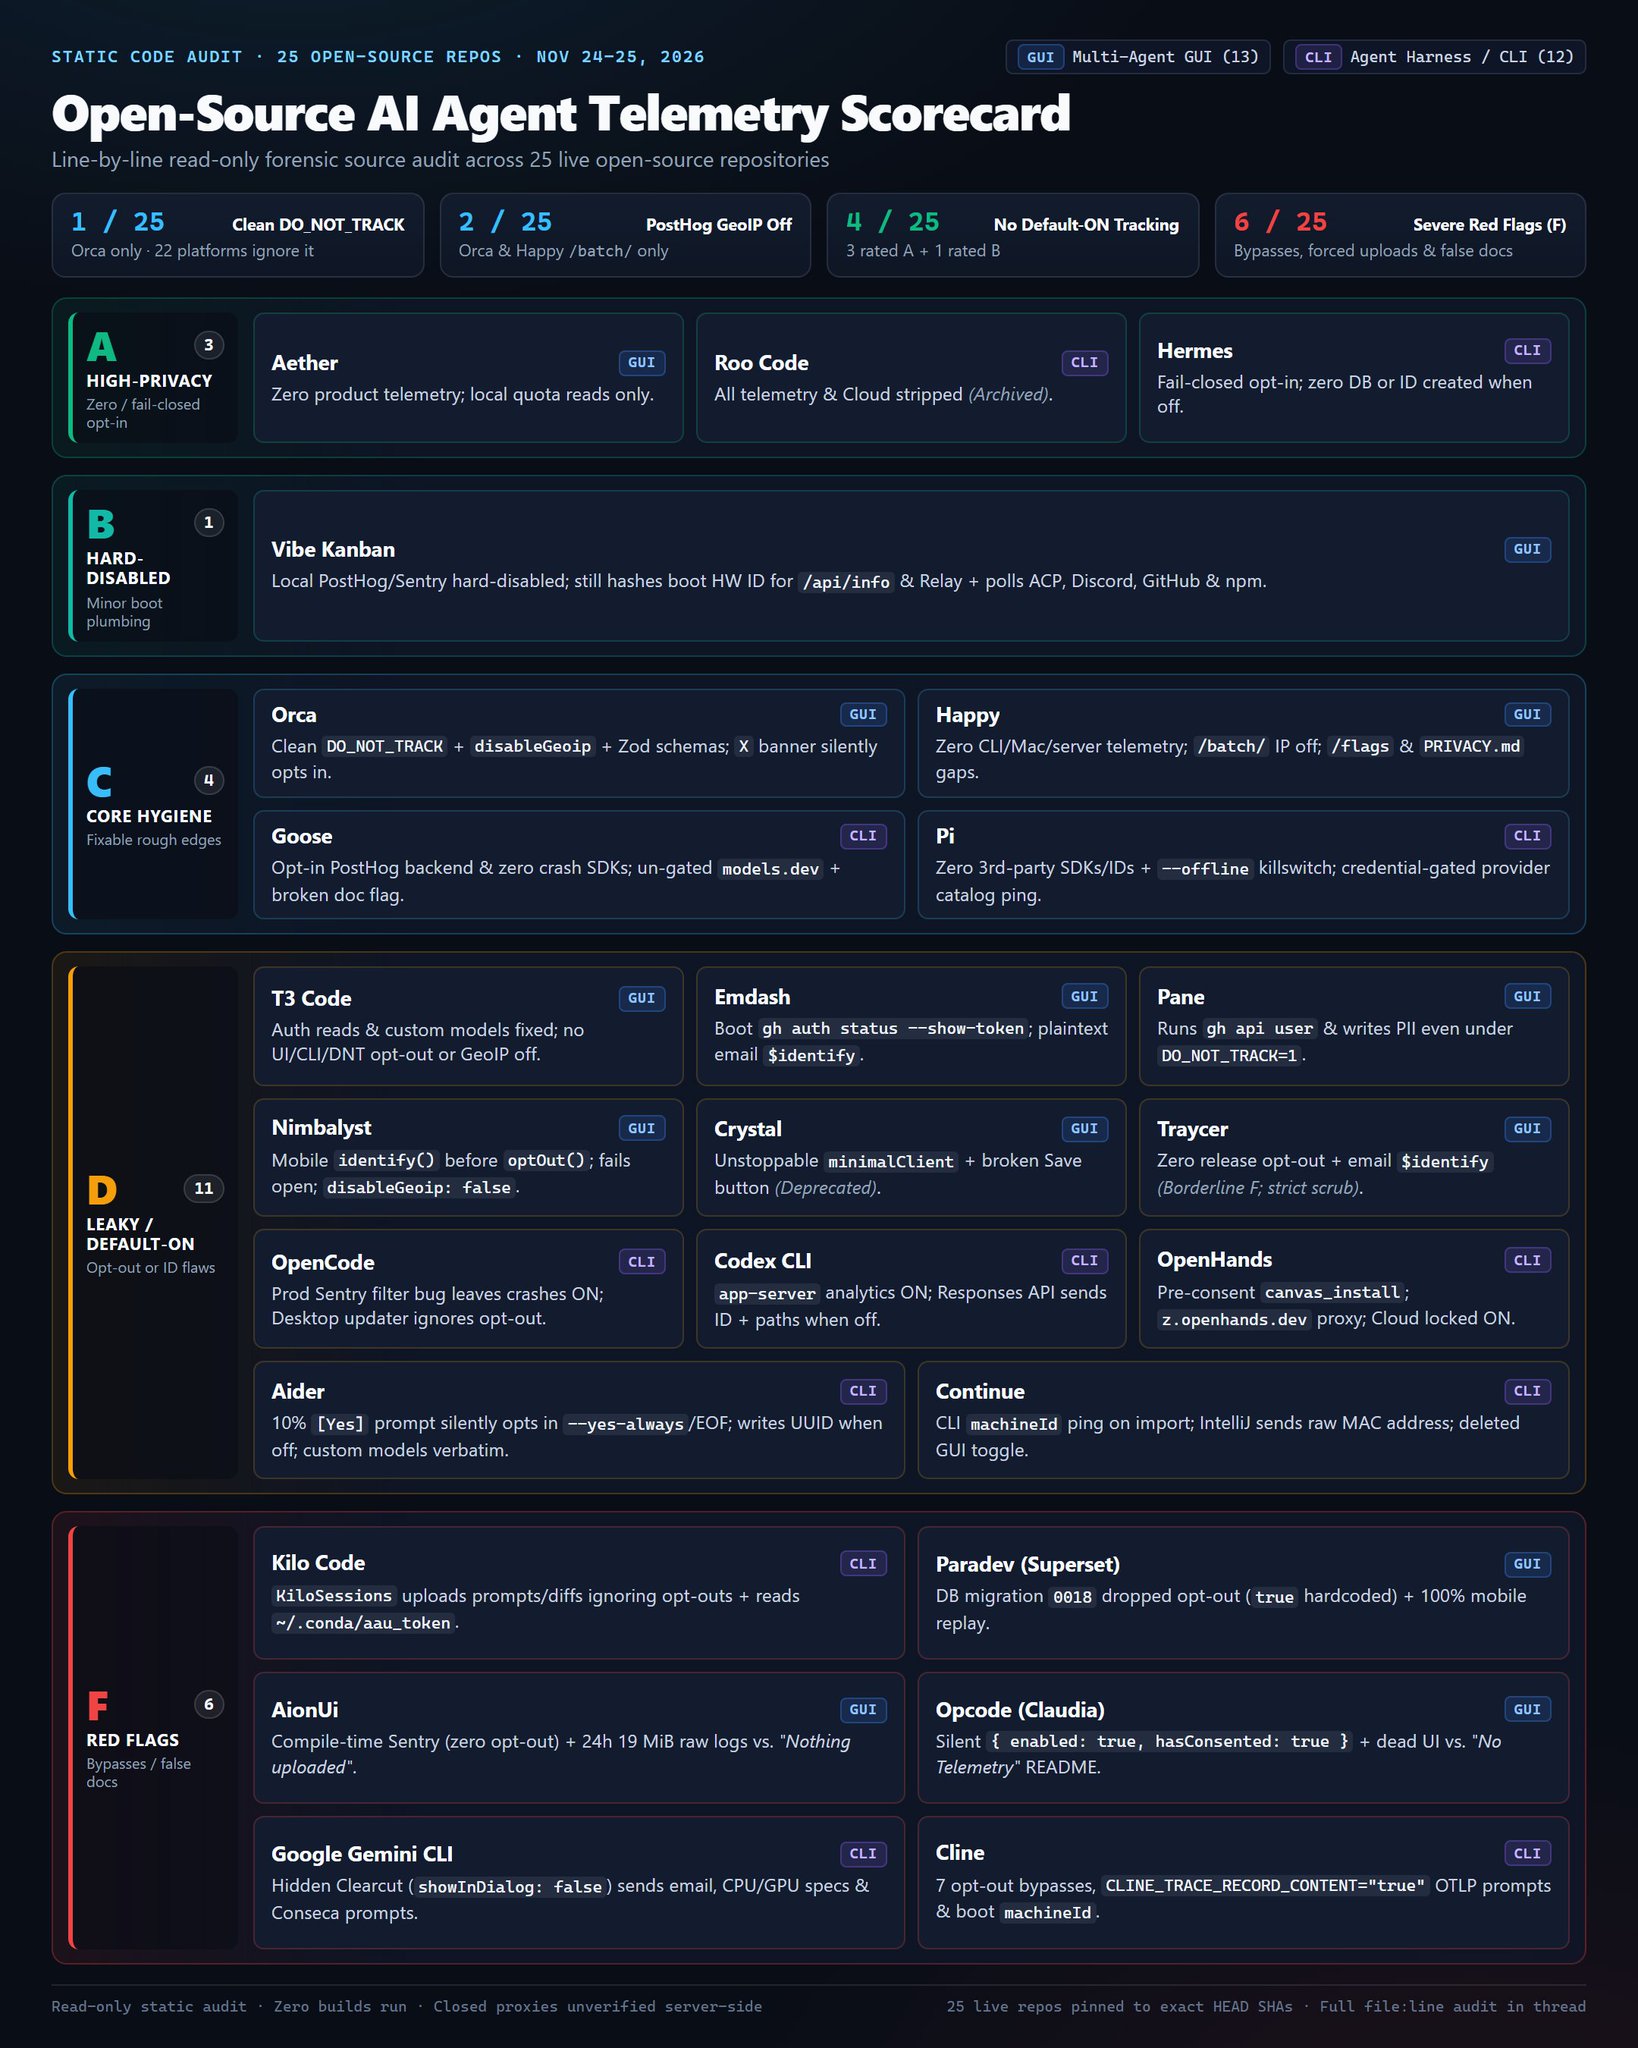 STATIC CODE AUDIT · 25 OPEN-SOURCE REPOS · NOV 24–25, 2026
GUI Multi-Agent GUI (13)
CLI Agent Harness / CLI (12)
Open-Source AI Agent Telemetry Scorecard
Line-by-line read-only forensic source audit across 25 live open-source repositories
1 / 25 Clean DO_NOT_TRACK
Orca only · 22 platforms ignore it
2 / 25 PostHog GeoIP Off
Orca & Happy /batch/ only
4 / 25 No Default-ON Tracking
3 rated A + 1 rated B
6 / 25 Severe Red Flags (F)
Bypasses, forced uploads & false docs
A 3
HIGH-PRIVACY
Zero / fail-closed
opt-in
Aether GUI
Zero product telemetry; local quota reads only.
Roo Code CLI
All telemetry & Cloud stripped (Archived).
Hermes CLI
Fail-closed opt-in; zero DB or ID created when
off.
B 1
HARD-
DISABLED
Minor boot
plumbing
Vibe Kanban GUI
Local PostHog/Sentry hard-disabled; still hashes boot HW ID for /api/info & Relay + polls ACP, Discord, GitHub & npm.
C 4
CORE HYGIENE
Fixable rough edges
Orca GUI
Clean DO_NOT_TRACK + disableGeoip + Zod schemas; X banner silently
opts in.
Happy GUI
Zero CLI/Mac/server telemetry; /batch/ IP off; /flags & PRIVACY.md
gaps.
Goose CLI
Opt-in PostHog backend & zero crash SDKs; un-gated models.dev +
broken doc flag.
Pi CLI
Zero 3rd-party SDKs/IDs + --offline killswitch; credential-gated provider
catalog ping.
D 11
LEAKY /
DEFAULT-ON
Opt-out or ID flaws
T3 Code GUI
Auth reads & custom models fixed; no
UI/CLI/DNT opt-out or GeoIP off.
Emdash GUI
Boot gh auth status --show-token; plaintext
email $identify.
Pane GUI
Runs gh api user & writes PII even under
DO_NOT_TRACK=1.
Nimbalyst GUI
Mobile identify() before optOut(); fails
open; disableGeoip: false.
Crystal GUI
Unstoppable minimalClient + broken Save
button (Deprecated).
Traycer GUI
Zero release opt-out + email $identify
(Borderline F; strict scrub).
OpenCode CLI
Prod Sentry filter bug leaves crashes ON;
Desktop updater ignores opt-out.
Codex CLI CLI
app-server analytics ON; Responses API sends
ID + paths when off.
OpenHands CLI
Pre-consent canvas_install;
z.openhands.dev proxy; Cloud locked ON.
Aider CLI
10% [Yes] prompt silently opts in --yes-always/EOF; writes UUID when
off; custom models verbatim.
Continue CLI
CLI machineId ping on import; IntelliJ sends raw MAC address; deleted
GUI toggle.
F 6
RED FLAGS
Bypasses / false
docs
Kilo Code CLI
KiloSessions uploads prompts/diffs ignoring opt-outs + reads
~/.conda/aau_token.
Paradev (Superset) GUI
DB migration 0018 dropped opt-out (true hardcoded) + 100% mobile
replay.
AionUi GUI
Compile-time Sentry (zero opt-out) + 24h 19 MiB raw logs vs. "Nothing
uploaded".
Opcode (Claudia) GUI
Silent { enabled: true, hasConsented: true } + dead UI vs. "No
Telemetry" README.
Google Gemini CLI CLI
Hidden Clearcut (showInDialog: false) sends email, CPU/GPU specs &
Conseca prompts.
Cline CLI
7 opt-out bypasses, CLINE_TRACE_RECORD_CONTENT="true" OTLP prompts
& boot machineId.
Read-only static audit · Zero builds run · Closed proxies unverified server-side
25 live repos pinned to exact HEAD SHAs · Full file:line audit in thread